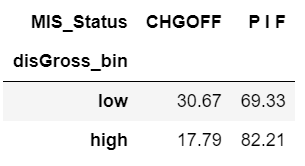 MIS_Status CHGOFF P I F
disGross_bin
low 30.67 69.33
high 17.79 82.21